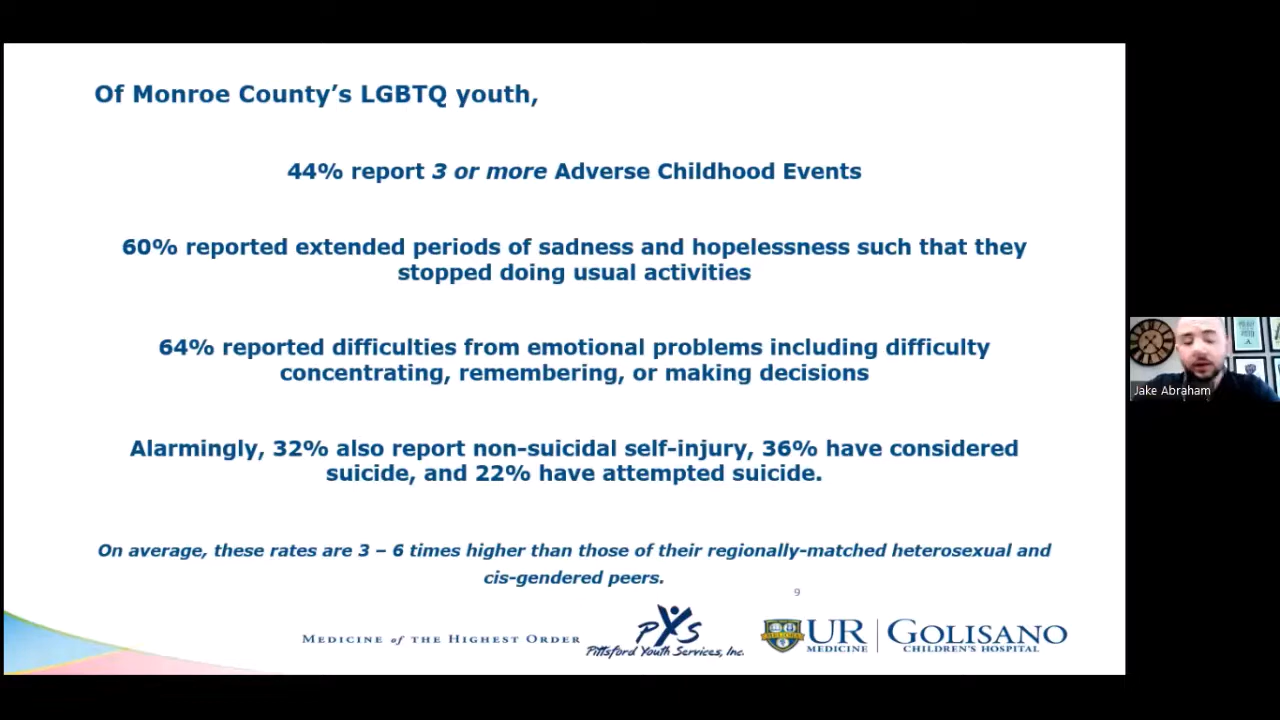 Of Monroe County’s LGBTQ youth,
44% report 3 or more Adverse Childhood Events
60% reported extended periods of sadness and hopelessness such that they
stopped doing usual activities
64% reported difficulties from emotional problems including difficulty
concentrating, remembering, or making decisions
Alarmingly, 32% also report non-suicidal self-injury, 36% have considered
suicide, and 22% have attempted suicide.
On average, these rates are 3 – 6 times higher than those of their regionally-matched heterosexual and
cis-gendered peers.
9
MEDICINE of THE HIGHEST ORDER
PYS
Pittsford Youth Services, Inc.
UR
MEDICINE
GOLISANO
CHILDREN'S HOSPITAL
Jake Abraham